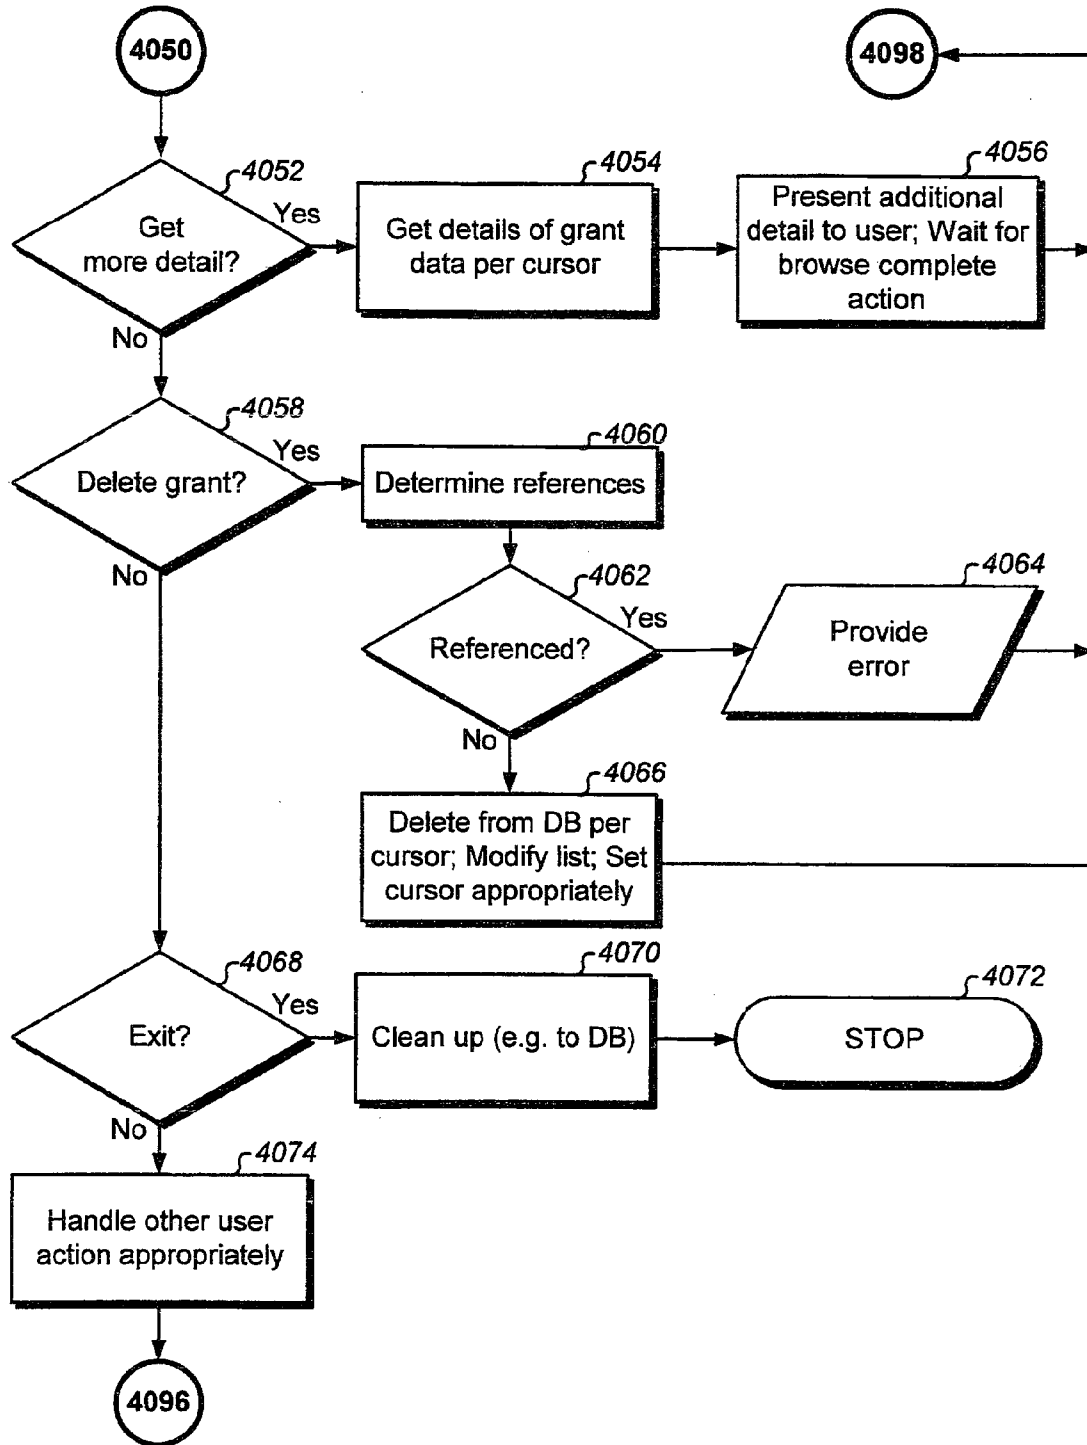 4050
4098
4052
4054
4056
Get
more detail?
Yes
Get details of grant
data per cursor
Present additional
detail to user; Wait for
browse complete
action
No
4058
4060
Delete grant?
Yes
Determine references
No
4062
4064
Referenced?
Yes
Provide
error
No
4066
Delete from DB per
cursor; Modify list; Set
cursor appropriately
4068
4070
4072
Exit?
Yes
Clean up (e.g. to DB)
STOP
No
4074
Handle other user
action appropriately
4096